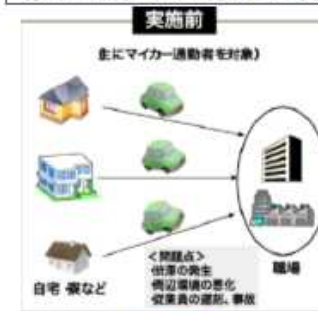 実施前
主にマイカー通勤者を対象)
<問題点>
・渋滞の発生
・周辺環境の悪化
・従業員の遅刻、事故
職場
自宅・寮など